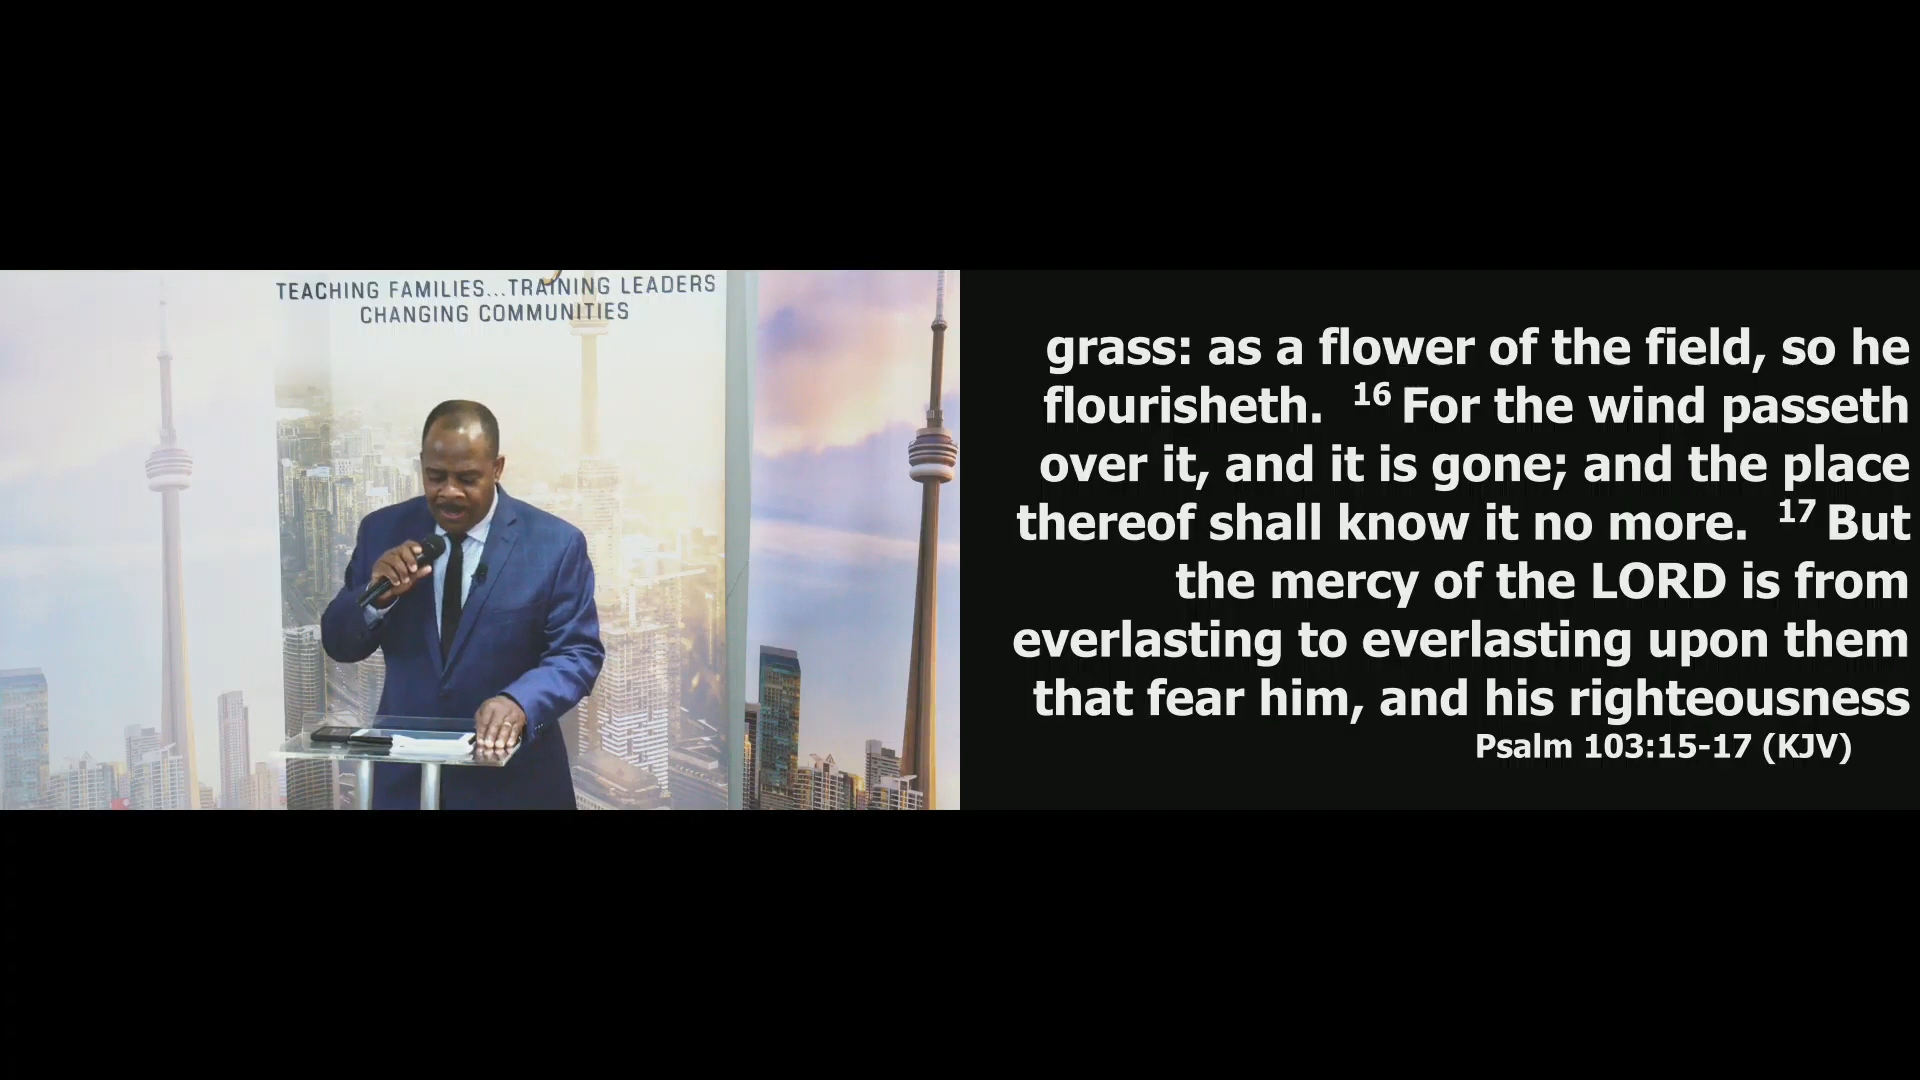 TEACHING FAMILIES...TRAINING LEADERS
CHANGING COMMUNITIES
grass: as a flower of the field, so he
flourisheth. 16 For the wind passeth
over it, and it is gone; and the place
thereof shall know it no more. 17 But
the mercy of the LORD is from
everlasting to everlasting upon them
that fear him, and his righteousness
Psalm 103:15-17 (KJV)